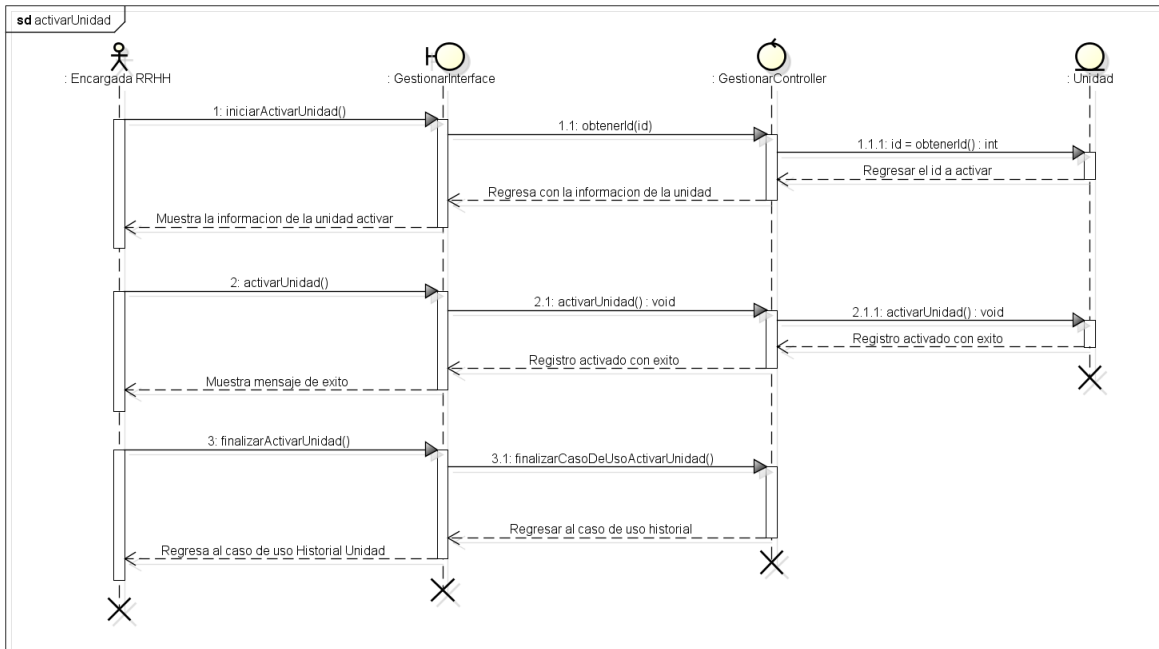 sd activarUnidad
: Encargada RRHH
: GestionarInterface
: GestionarController
: Unidad
1: iniciarActivarUnidad()
1.1: obtenerId(id)
1.1.1: id = obtenerId() : int
Regresar el id a activar
Regresa con la informacion de la unidad
Muestra la informacion de la unidad activar
2: activarUnidad()
2.1: activarUnidad() : void
2.1.1: activarUnidad() : void
Registro activado con exito
Registro activado con exito
Muestra mensaje de exito
3: finalizarActivarUnidad()
3.1: finalizarCasoDeUsoActivarUnidad()
Regresar al caso de uso historial
Regresa al caso de uso Historial Unidad